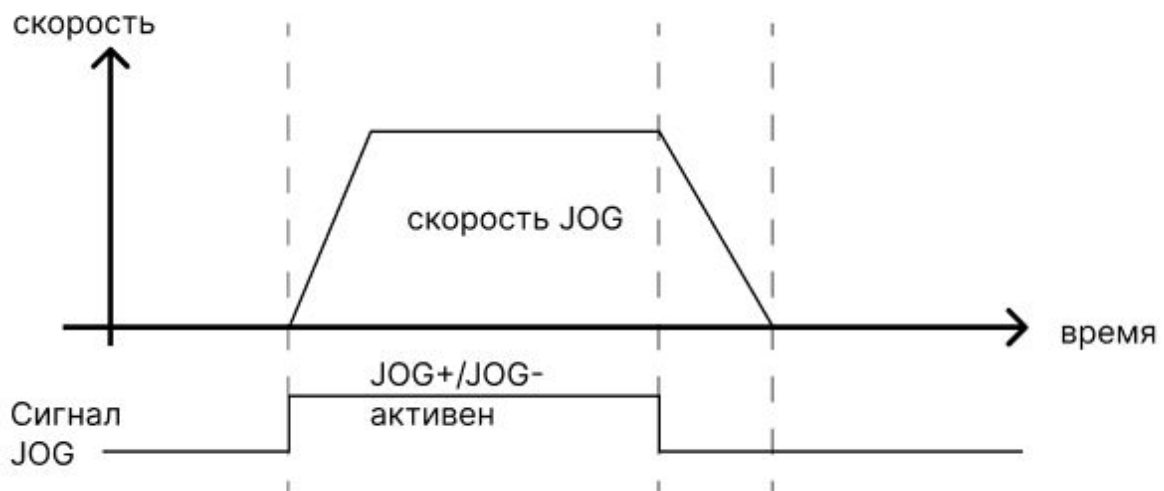 скорость
скорость JOG
время
JOG+/JOG-
активен
Сигнал
JOG